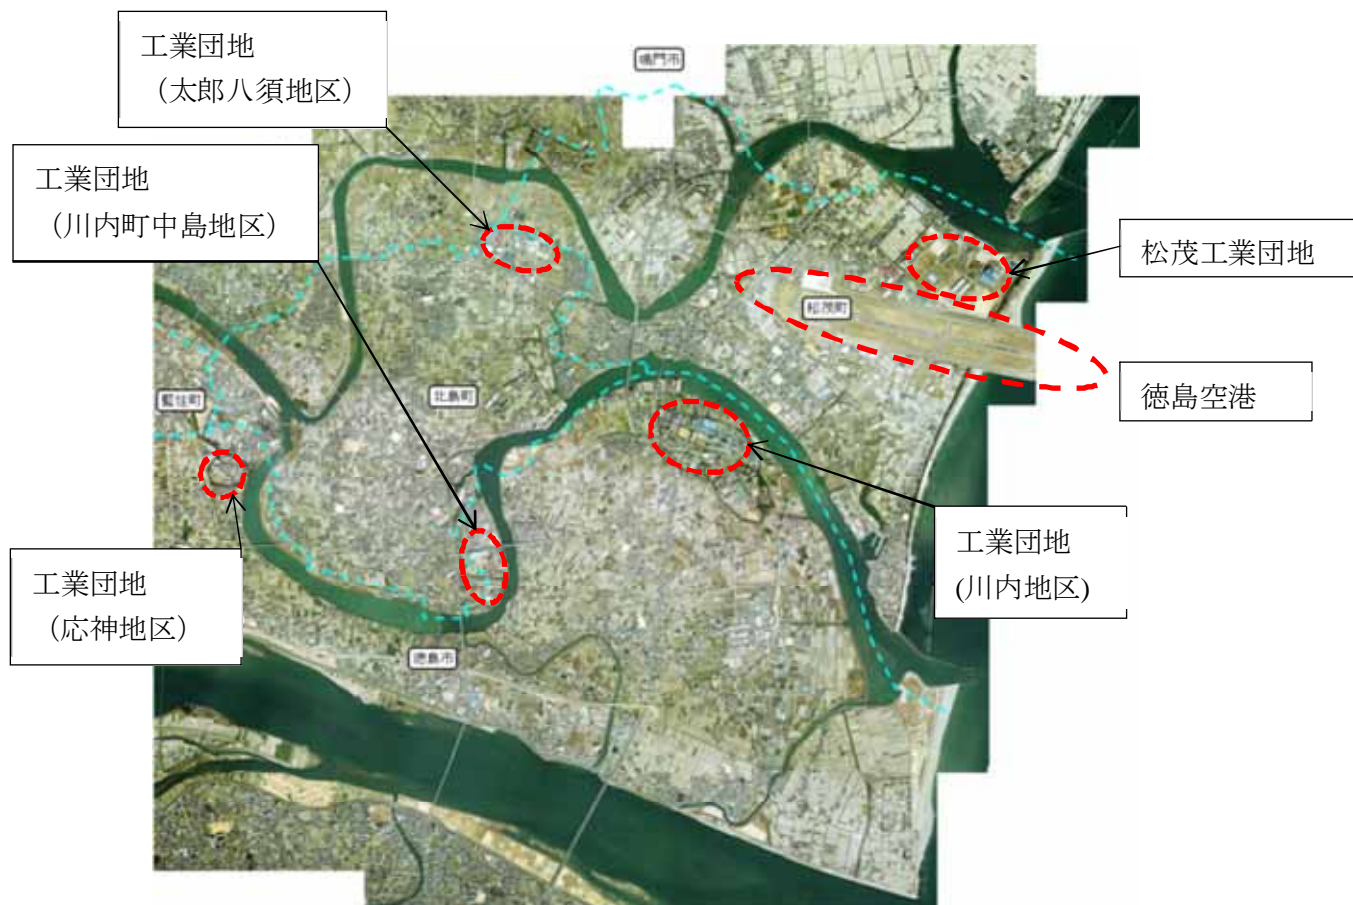 工業団地
（太郎八須地区）
鳴門市
工業団地
（川内町中島地区）
松茂工業団地
松茂町
徳島空港
藍住町
北島町
工業団地
(川内地区)
工業団地
（応神地区）
徳島市